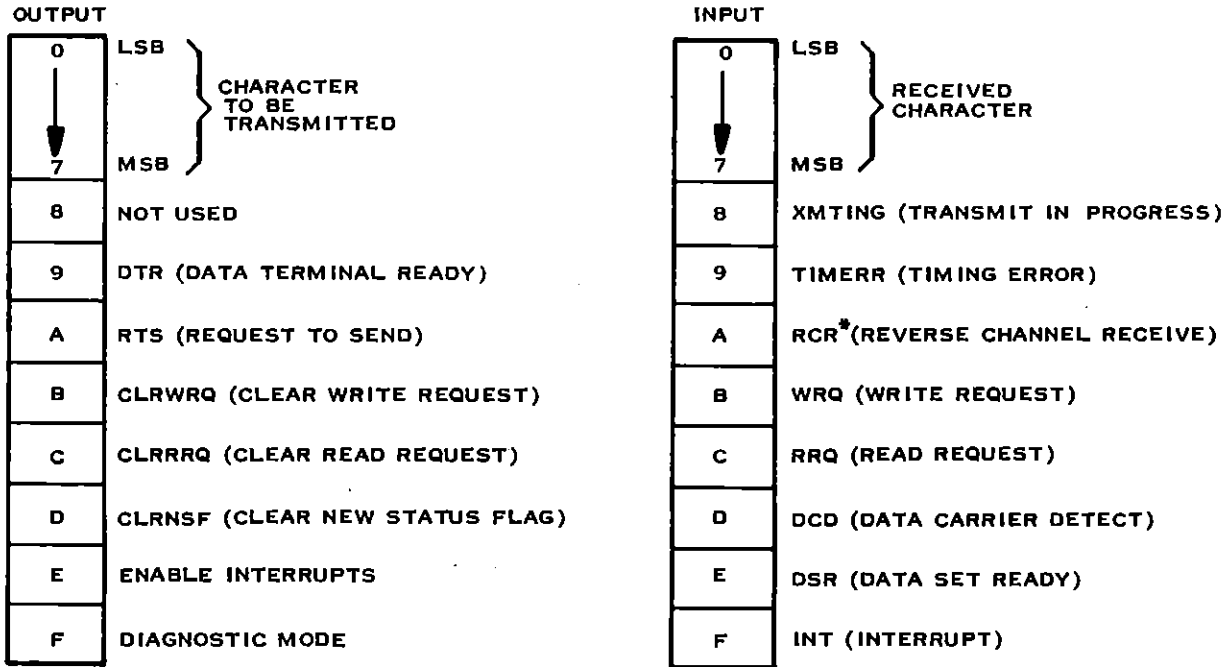 OUTPUT
0 LSB
CHARACTER
TO BE
TRANSMITTED
7 MSB
8 NOT USED
9 DTR (DATA TERMINAL READY)
A RTS (REQUEST TO SEND)
B CLRWRQ (CLEAR WRITE REQUEST)
C CLRRRQ (CLEAR READ REQUEST)
D CLRNSF (CLEAR NEW STATUS FLAG)
E ENABLE INTERRUPTS
F DIAGNOSTIC MODE
INPUT
0 LSB
RECEIVED
CHARACTER
7 MSB
8 XMTING (TRANSMIT IN PROGRESS)
9 TIMERR (TIMING ERROR)
A RCR* (REVERSE CHANNEL RECEIVE)
B WRQ (WRITE REQUEST)
C RRQ (READ REQUEST)
D DCD (DATA CARRIER DETECT)
E DSR (DATA SET READY)
F INT (INTERRUPT)